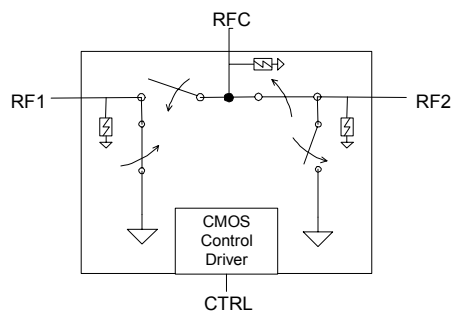 RFC
RF1
RF2
CMOS
Control
Driver
CTRL